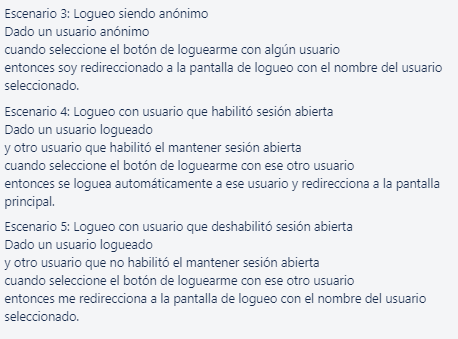 Escenario 3: Logueo siendo anónimo
Dado un usuario anónimo
cuando seleccione el botón de loguearme con algún usuario
entonces soy redireccionado a la pantalla de logueo con el nombre del usuario
seleccionado.
Escenario 4: Logueo con usuario que habilitó sesión abierta
Dado un usuario logueado
y otro usuario que habilitó el mantener sesión abierta
cuando seleccione el botón de loguearme con ese otro usuario
entonces se loguea automáticamente a ese usuario y redirecciona a la pantalla
principal.
Escenario 5: Logueo con usuario que deshabilitó sesión abierta
Dado un usuario logueado
y otro usuario que no habilitó el mantener sesión abierta
cuando seleccione el botón de loguearme con ese otro usuario
entonces me redirecciona a la pantalla de logueo con el nombre del usuario
seleccionado.